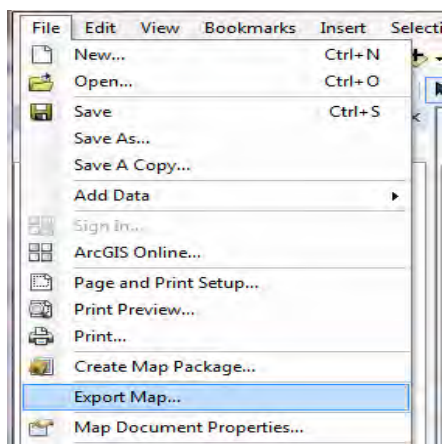 File Edit View Bookmarks Insert Selecti
New... Ctrl+N
Open... Ctrl+O
Save Ctrl+S
Save As...
Save A Copy...
Add Data
Sign In...
ArcGIS Online...
Page and Print Setup...
Print Preview...
Print...
Create Map Package...
Export Map...
Map Document Properties...